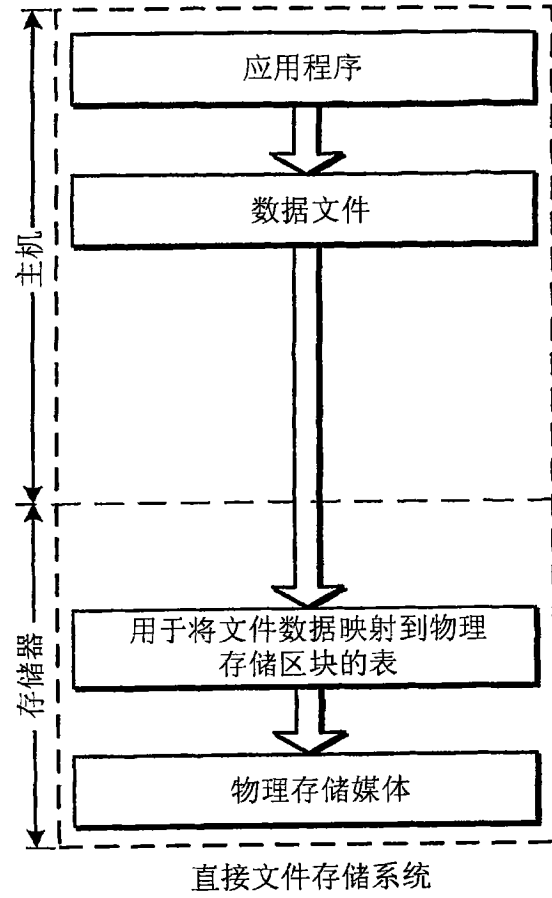 应用程序
数据文件
主机
用于将文件数据映射到物理
存储区块的表
存储器
物理存储媒体
直接文件存储系统